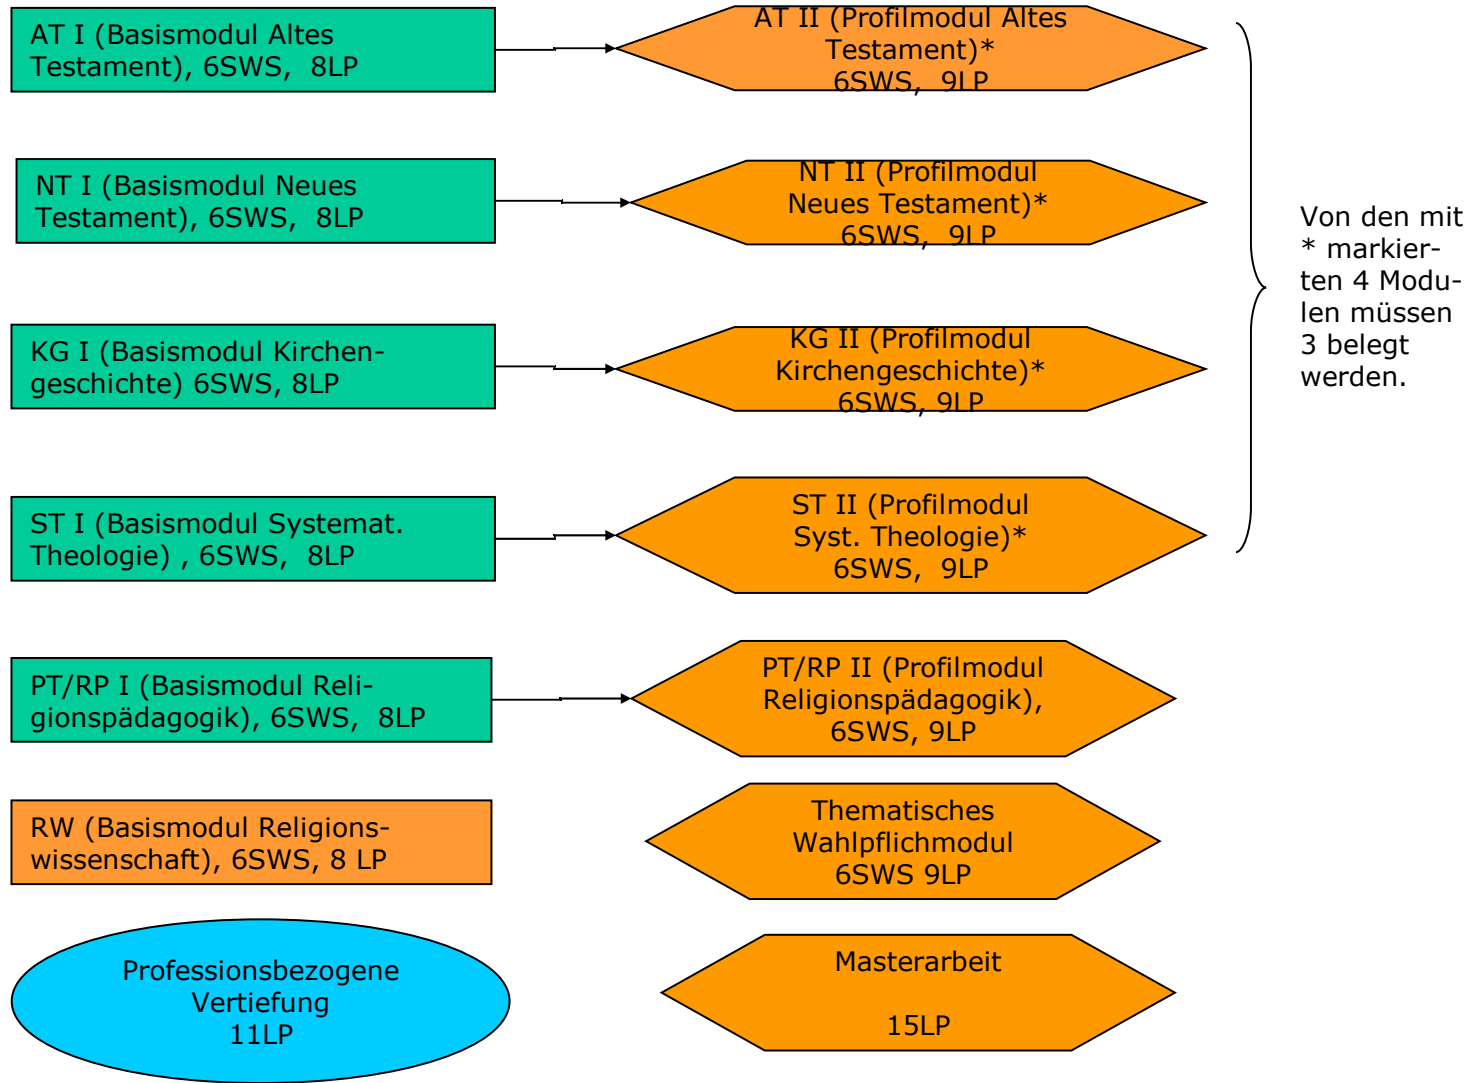 AT I (Basismodul Altes
Testament), 6SWS,  8LP
AT II (Profilmodul Altes
Testament)*
6SWS,  9LP
NT I (Basismodul Neues
Testament), 6SWS,  8LP
NT II (Profilmodul
Neues Testament)*
6SWS,  9LP
KG I (Basismodul Kirchen-
geschichte) 6SWS, 8LP
KG II (Profilmodul
Kirchengeschichte)*
6SWS, 9LP
ST I (Basismodul Systemat.
Theologie) , 6SWS,  8LP
ST II (Profilmodul
Syst. Theologie)*
6SWS,  9LP
Von den mit
* markier-
ten 4 Modu-
len müssen
3 belegt
werden.
PT/RP I (Basismodul Reli-
gionspädagogik), 6SWS,  8LP
PT/RP II (Profilmodul
Religionspädagogik),
6SWS, 9LP
RW (Basismodul Religions-
wissenschaft), 6SWS, 8 LP
Thematisches
Wahlpflichmodul
6SWS 9LP
Professionsbezogene
Vertiefung
11LP
Masterarbeit
15LP